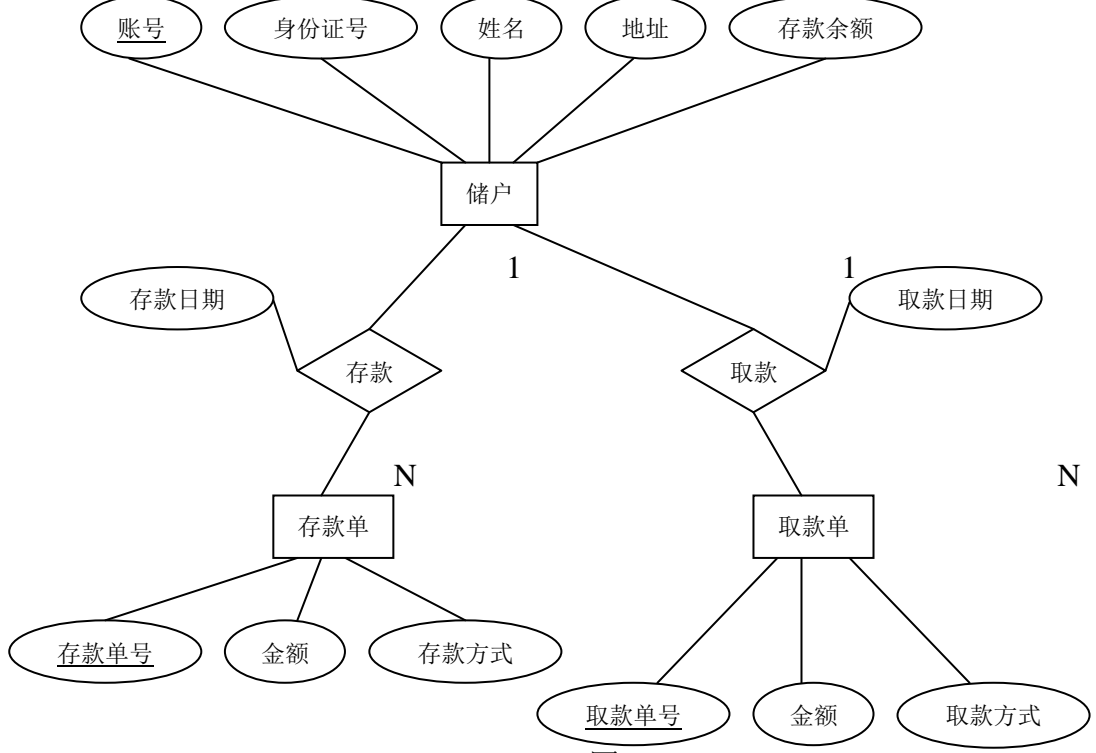 账号 身份证号 姓名 地址 存款余额
储户
1 1
存款日期 取款日期
存款 取款
N N
存款单 取款单
存款单号 金额 存款方式
取款单号 金额 取款方式